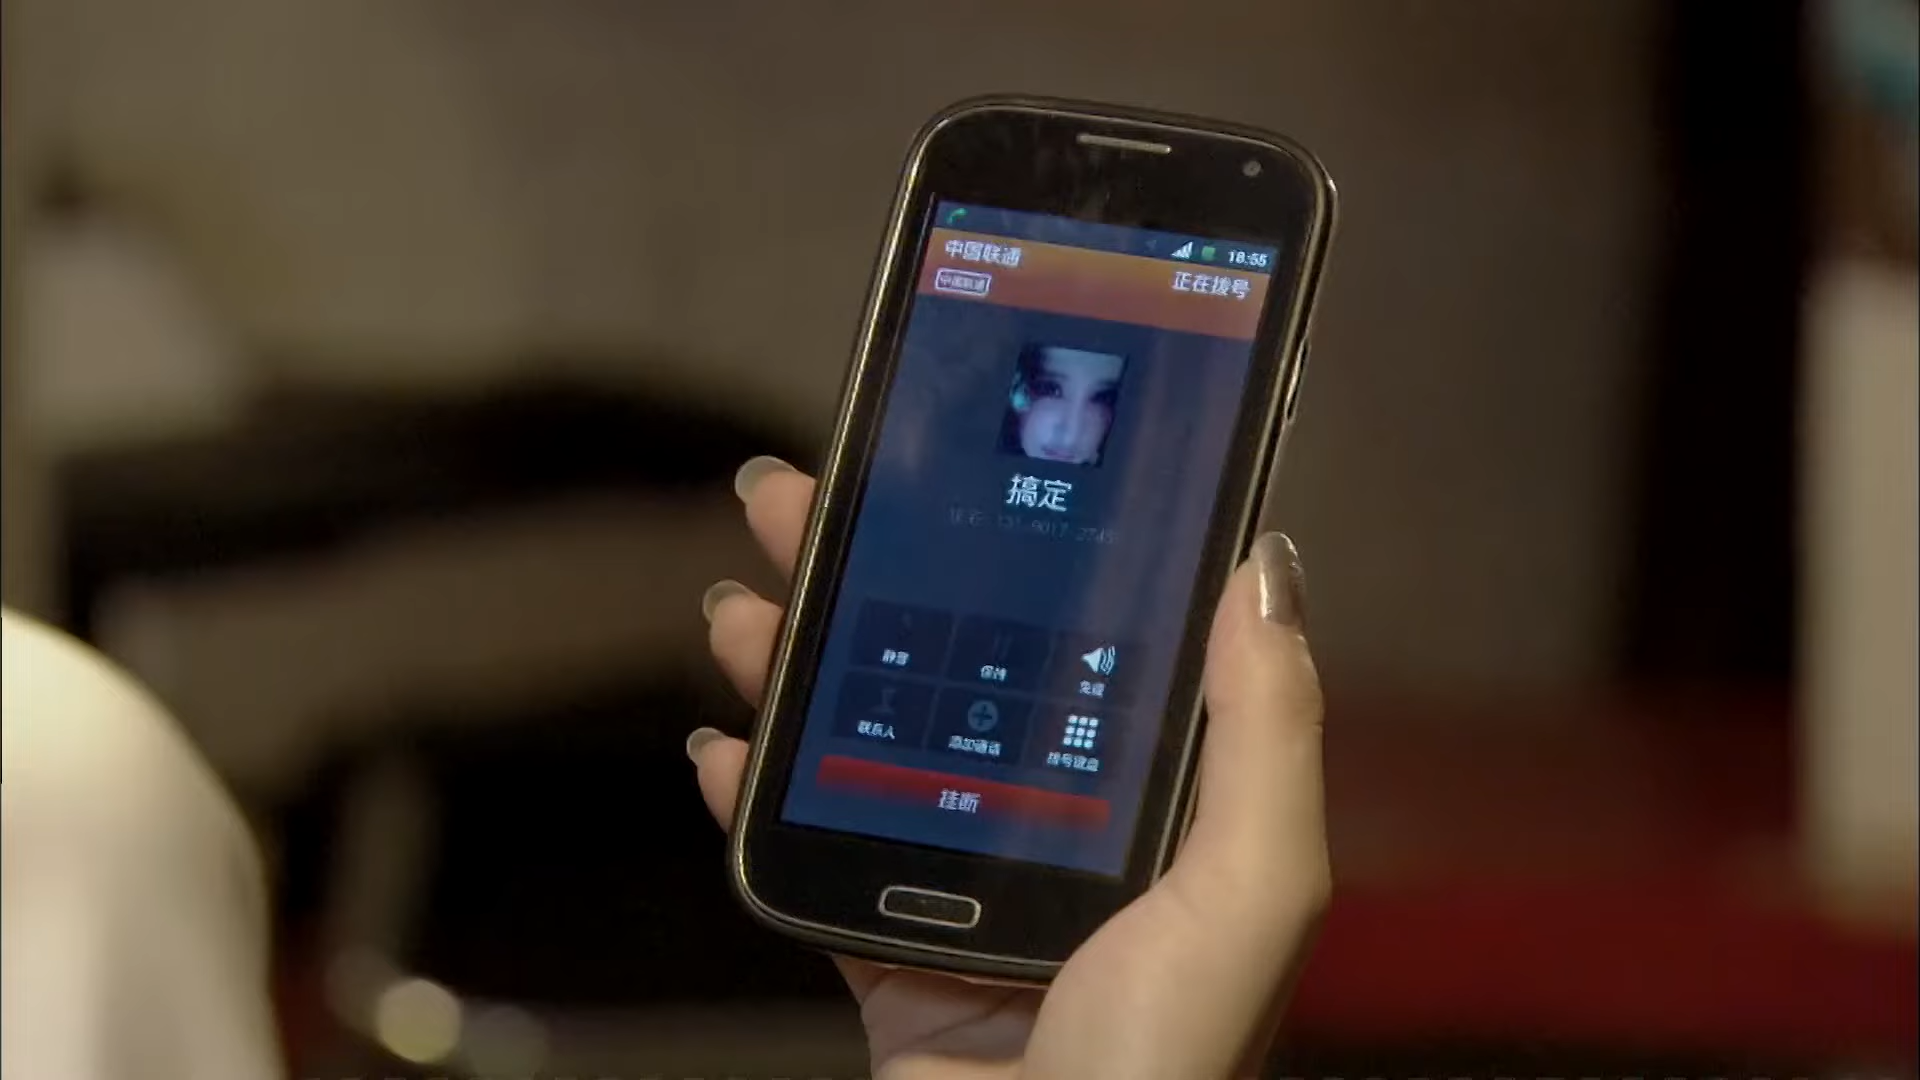 18:55
中国联通
正在拨号
中国联通
搞定
静音
保持
免提
联系人
添加通话
拨号键盘
挂断